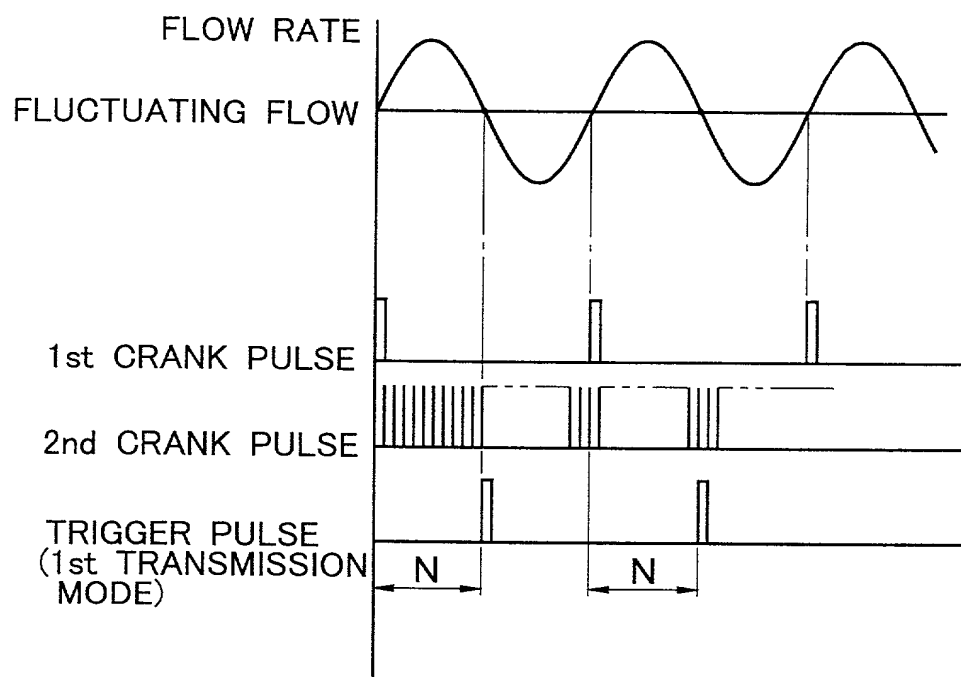 FLOW RATE
FLUCTUATING FLOW
1st CRANK PULSE
2nd CRANK PULSE
TRIGGER PULSE
(1st TRANSMISSION
MODE)
N
N